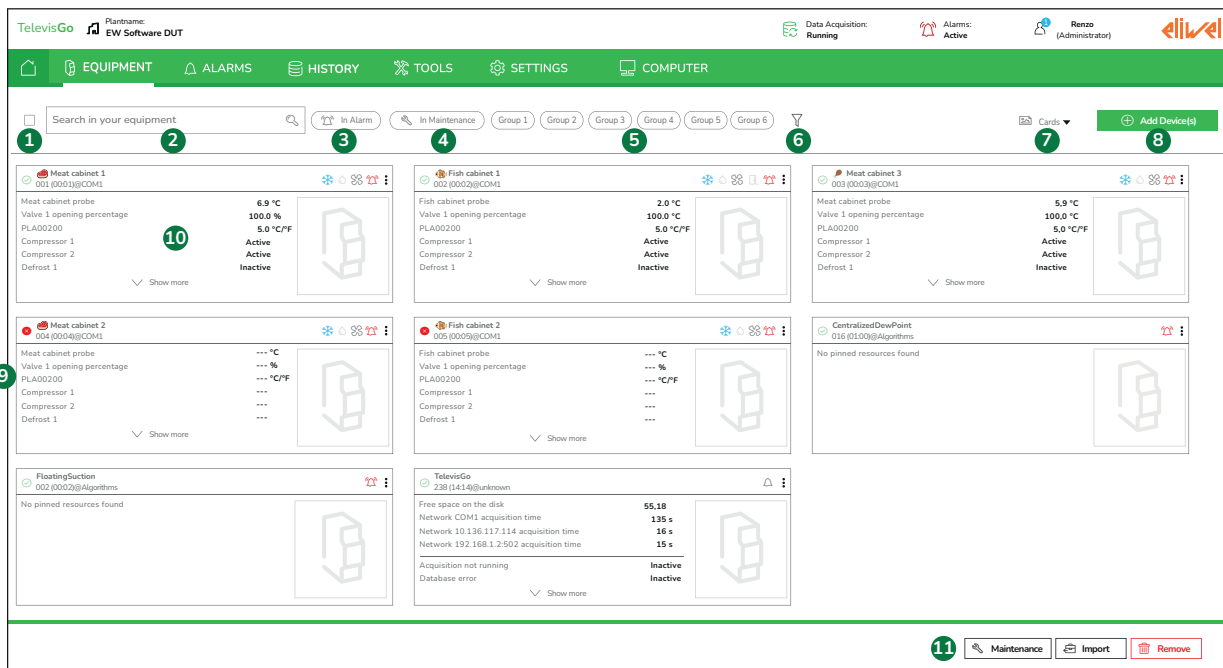 TelevisGo
Plantname:
EW Software DUT
Data Acquisition:
Running
Alarms:
Active
1
Renzo
(Administrator)
eliwel
EQUIPMENT
ALARMS
HISTORY
TOOLS
SETTINGS
COMPUTER
Search in your equipment
In Alarm
In Maintenance
Group 1
Group 2
Group 3
Group 4
Group 5
Group 6
Cards
Add Device(s)
1
2
3
4
5
6
7
8
Meat cabinet 1
001 (00:01)@COM1
Meat cabinet probe 6.9 °C
Valve 1 opening percentage 100.0 %
PLA00200 5.0 °C/°F
Compressor 1 Active
Compressor 2 Active
Defrost 1 Inactive
Show more
10
Fish cabinet 1
002 (00:02)@COM1
Fish cabinet probe 2.0 °C
Valve 1 opening percentage 100.0 °C
PLA00200 5.0 °C/°F
Compressor 1 Active
Compressor 2 Active
Defrost 1 Inactive
Show more
Meat cabinet 3
003 (00:03)@COM1
Meat cabinet probe 5,9 °C
Valve 1 opening percentage 100,0 °C
PLA00200 5,0 °C/°F
Compressor 1 Active
Compressor 2 Active
Defrost 1 Inactive
Show more
9
Meat cabinet 2
004 (00:04)@COM1
Meat cabinet probe --- °C
Valve 1 opening percentage --- %
PLA00200 --- °C/°F
Compressor 1 ---
Compressor 2 ---
Defrost 1 ---
Show more
Fish cabinet 2
005 (00:05)@COM1
Fish cabinet probe --- °C
Valve 1 opening percentage --- %
PLA00200 --- °C/°F
Compressor 1 ---
Compressor 2 ---
Defrost 1 ---
Show more
CentralizedDewPoint
016 (01:00)@Algorithms
No pinned resources found
FloatingSuction
002 (00:02)@Algorithms
No pinned resources found
TelevisGo
238 (14:14)@unknown
Free space on the disk 55,18
Network COM1 acquisition time 135 s
Network 10.136.117.114 acquisition time 16 s
Network 192.168.1.2:502 acquisition time 15 s
Acquisition not running Inactive
Database error Inactive
Show more
11
Maintenance
Import
Remove